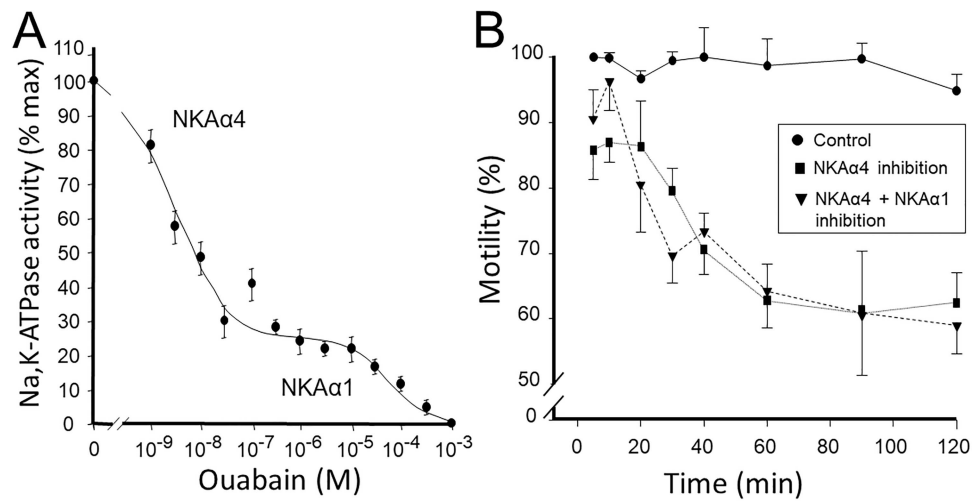 A
Na,K-ATPase activity (% max)
110
100
90
80
70
60
50
40
30
20
10
0
NKAα4
NKAα1
0 10⁻⁹ 10⁻⁸ 10⁻⁷ 10⁻⁶ 10⁻⁵ 10⁻⁴ 10⁻³
Ouabain (M)
B
Motility (%)
100
90
80
70
60
50
0
Control
NKAα4 inhibition
NKAα4 + NKAα1
inhibition
0 20 40 60 80 100 120
Time (min)